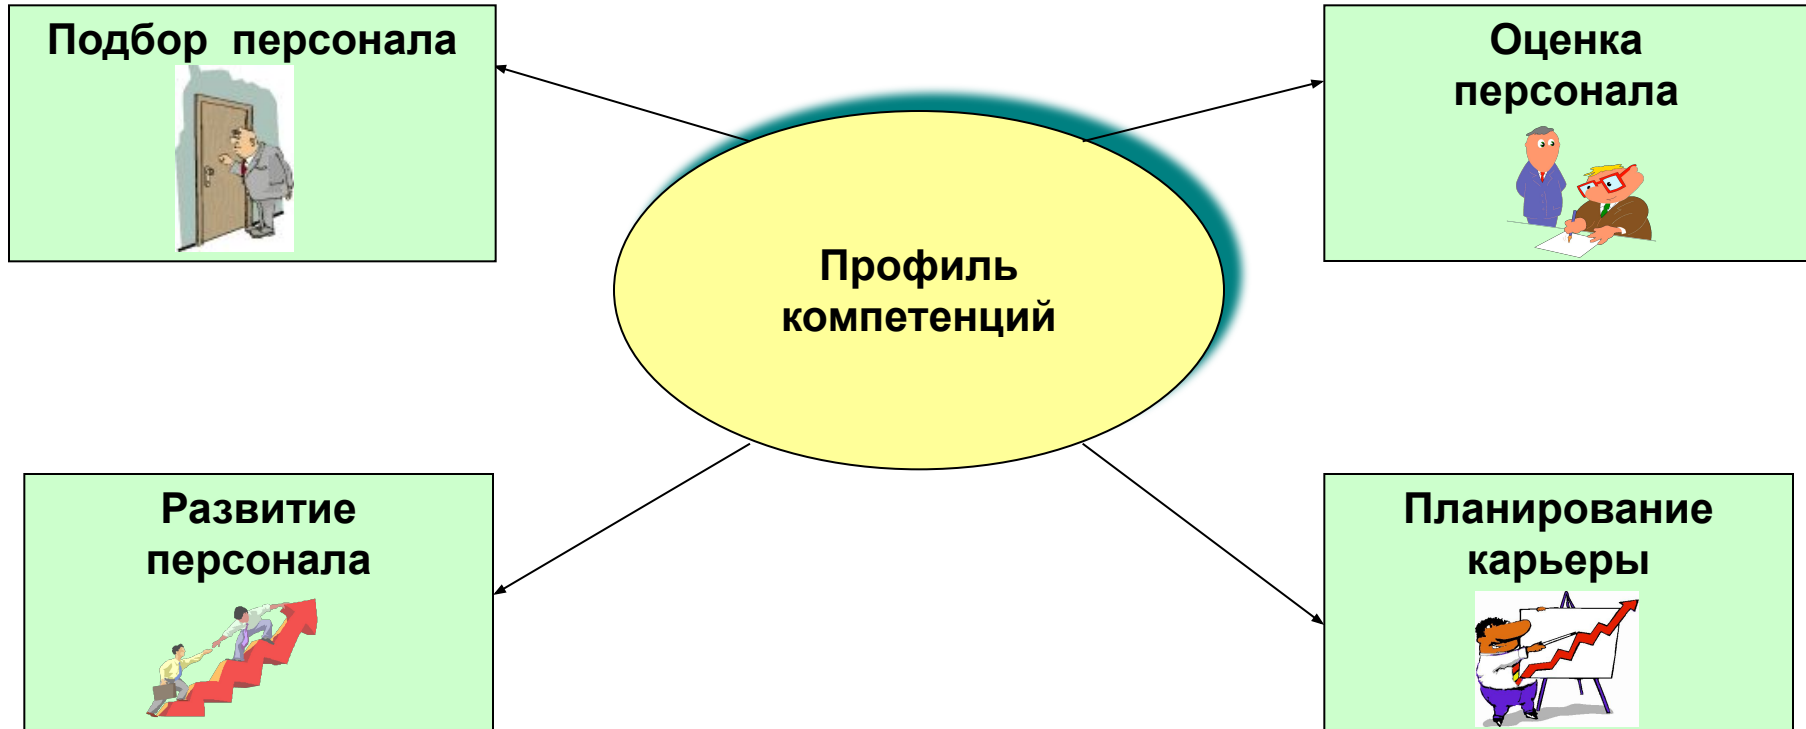 Подбор персонала
Оценка
персонала
Профиль
компетенций
Развитие
персонала
Планирование
карьеры